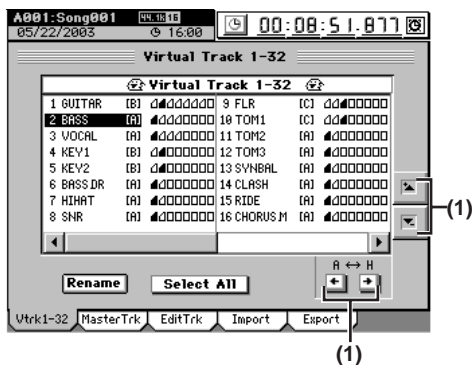 A001:Song001 44.1k 16
05/22/2003 16:00 00:08:51.877
Virtual Track 1-32
Virtual Track 1-32
1 GUITAR [B] 9 FLR [C]
2 BASS [A] 10 TOM1 [C]
3 VOCAL [A] 11 TOM2 [A]
4 KEY1 [B] 12 TOM3 [A]
5 KEY2 [B] 13 SYNBAL [A]
6 BASS.DR [A] 14 CLASH [A]
7 HIHAT [A] 15 RIDE [A]
8 SNR [A] 16 CHORUS.M [A]
(1)
A ↔ H
Rename Select All
Vtrk1-32 MasterTrk EditTrk Import Export
(1)